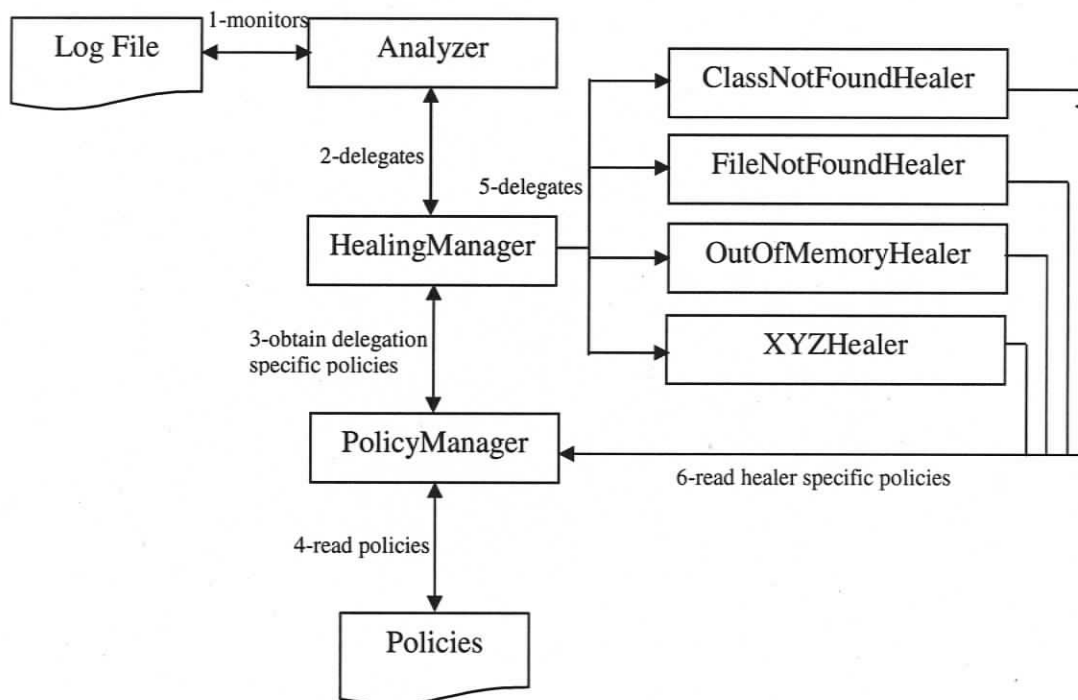 1-monitors
Log File
Analyzer
ClassNotFoundHealer
2-delegates
5-delegates
FileNotFoundHealer
HealingManager
OutOfMemoryHealer
3-obtain delegation
specific policies
XYZHealer
PolicyManager
6-read healer specific policies
4-read policies
Policies